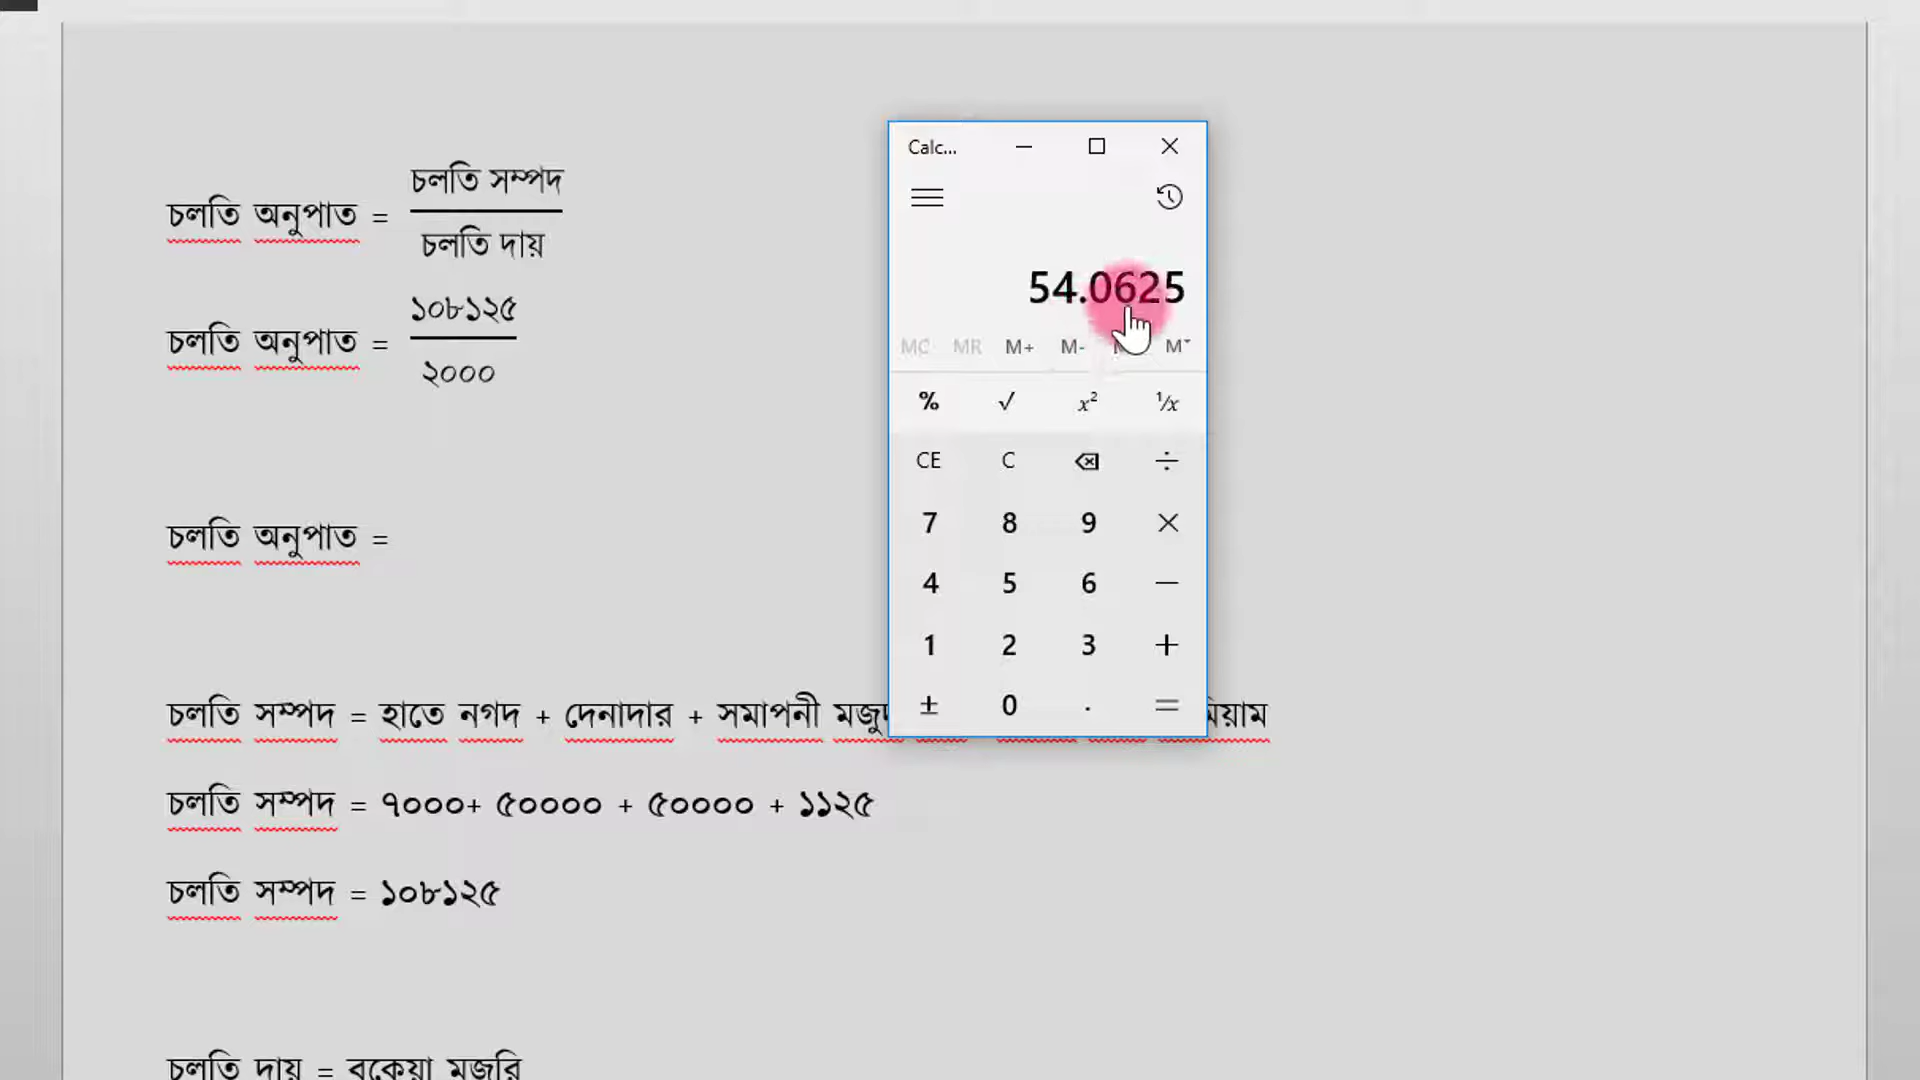 চলতি সম্পদ
চলতি অনুপাত =
চলতি দায়
১০৮১২৫
চলতি অনুপাত =
২০০০
চলতি অনুপাত =
চলতি সম্পদ = হাতে নগদ + দেনাদার + সমাপনী
চলতি সম্পদ = ৭০০০+ ৫০০০০ + ৫০০০০ + ১১২৫
চলতি সম্পদ = ১০৮১২৫
চলতি দায় = বকেয়া মজুরি
Calc...
54.0625
MC MR M+ M-
% √ x² ¹/x
CE C ÷
7 8 9 ×
4 5 6 −
1 2 3 +
± 0 . =